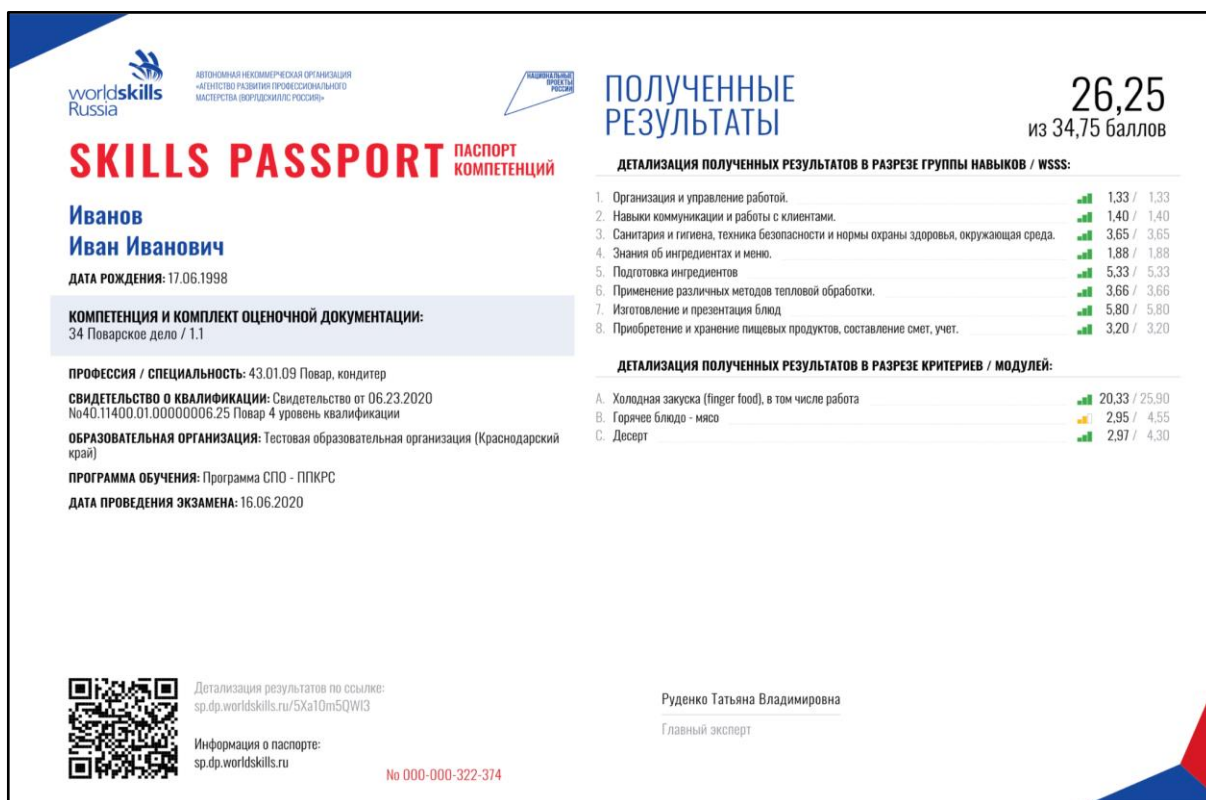 worldskills
Russia
АВТОНОМНАЯ НЕКОММЕРЧЕСКАЯ ОРГАНИЗАЦИЯ
«АГЕНТСТВО РАЗВИТИЯ ПРОФЕССИОНАЛЬНОГО
МАСТЕРСТВА (ВОРЛДСКИЛЛС РОССИЯ)»
НАЦИОНАЛЬНЫЕ
ПРОЕКТЫ
РОССИИ
SKILLS PASSPORT ПАСПОРТ
КОМПЕТЕНЦИЙ
Иванов
Иван Иванович
ДАТА РОЖДЕНИЯ: 17.06.1998
КОМПЕТЕНЦИЯ И КОМПЛЕКТ ОЦЕНОЧНОЙ ДОКУМЕНТАЦИИ:
34 Поварское дело / 1.1
ПРОФЕССИЯ / СПЕЦИАЛЬНОСТЬ: 43.01.09 Повар, кондитер
СВИДЕТЕЛЬСТВО О КВАЛИФИКАЦИИ: Свидетельство от 06.23.2020
No40.11400.01.00000006.25 Повар 4 уровень квалификации
ОБРАЗОВАТЕЛЬНАЯ ОРГАНИЗАЦИЯ: Тестовая образовательная организация (Краснодарский
край)
ПРОГРАММА ОБУЧЕНИЯ: Программа СПО - ППКРС
ДАТА ПРОВЕДЕНИЯ ЭКЗАМЕНА: 16.06.2020
Детализация результатов по ссылке:
sp.dp.worldskills.ru/5Xa10m5QWI3
Информация о паспорте:
sp.dp.worldskills.ru
No 000-000-322-374
ПОЛУЧЕННЫЕ
РЕЗУЛЬТАТЫ
26,25
из 34,75 баллов
ДЕТАЛИЗАЦИЯ ПОЛУЧЕННЫХ РЕЗУЛЬТАТОВ В РАЗРЕЗЕ ГРУППЫ НАВЫКОВ / WSSS:
1. Организация и управление работой. 1,33 / 1,33
2. Навыки коммуникации и работы с клиентами. 1,40 / 1,40
3. Санитария и гигиена, техника безопасности и нормы охраны здоровья, окружающая среда. 3,65 / 3,65
4. Знания об ингредиентах и меню. 1,88 / 1,88
5. Подготовка ингредиентов 5,33 / 5,33
6. Применение различных методов тепловой обработки. 3,66 / 3,66
7. Изготовление и презентация блюд 5,80 / 5,80
8. Приобретение и хранение пищевых продуктов, составление смет, учет. 3,20 / 3,20
ДЕТАЛИЗАЦИЯ ПОЛУЧЕННЫХ РЕЗУЛЬТАТОВ В РАЗРЕЗЕ КРИТЕРИЕВ / МОДУЛЕЙ:
A. Холодная закуска (finger food), в том числе работа 20,33 / 25,90
B. Горячее блюдо - мясо 2,95 / 4,55
C. Десерт 2,97 / 4,30
Руденко Татьяна Владимировна
Главный эксперт